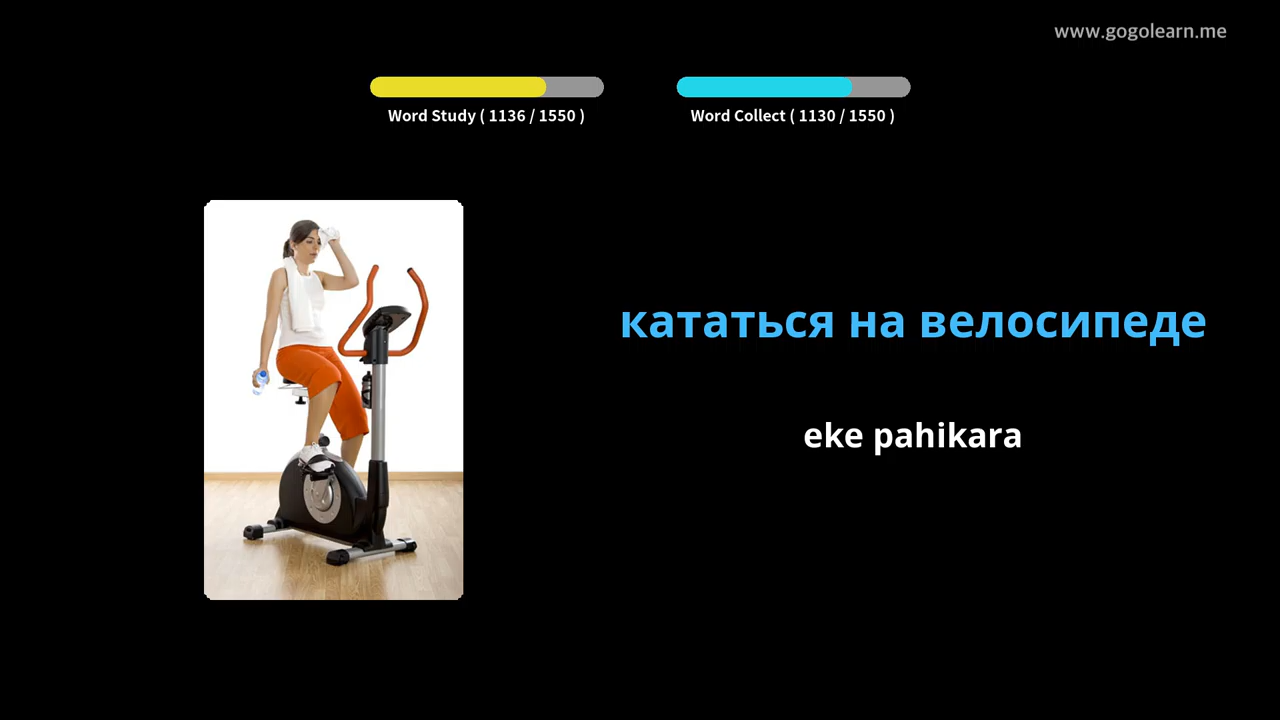 www.gogolearn.me
Word Study ( 1136 / 1550 )
Word Collect ( 1130 / 1550 )
кататься на велосипеде
eke pahikara